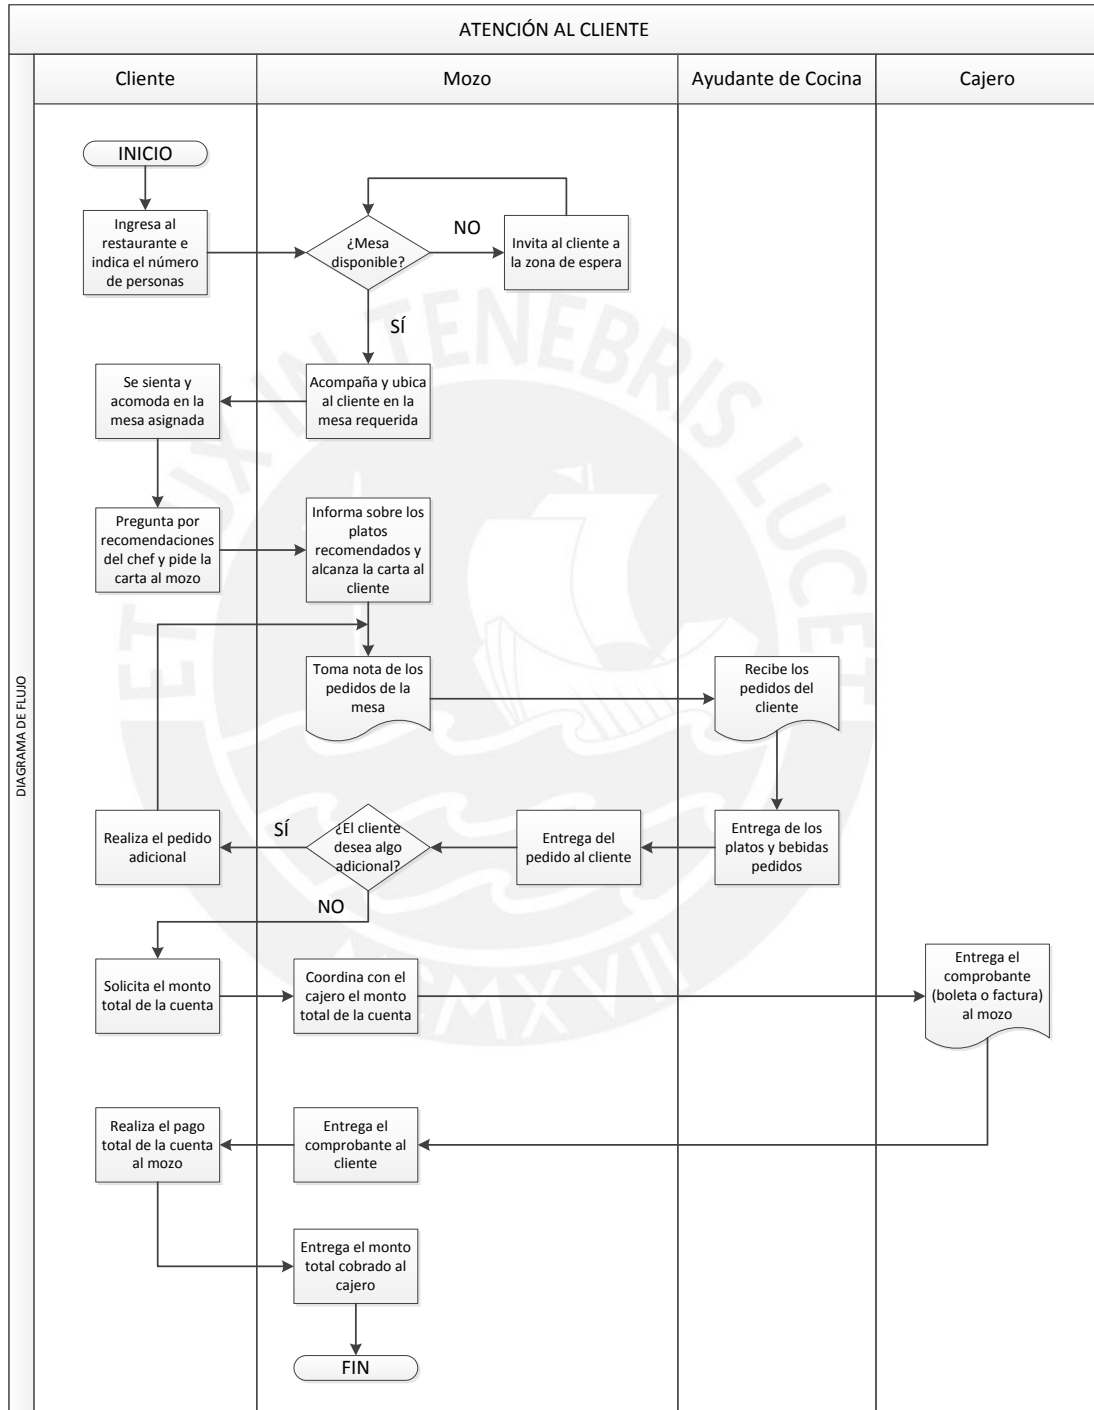 ATENCIÓN AL CLIENTE
Cliente
Mozo
Ayudante de Cocina
Cajero
DIAGRAMA DE FLUJO
INICIO
Ingresa al
restaurante e
indica el número
de personas
¿Mesa
disponible?
NO
Invita al cliente a
la zona de espera
SÍ
Acompaña y ubica
al cliente en la
mesa requerida
Se sienta y
acomoda en la
mesa asignada
Pregunta por
recomendaciones
del chef y pide la
carta al mozo
Informa sobre los
platos
recomendados y
alcanza la carta al
cliente
Toma nota de los
pedidos de la
mesa
Recibe los
pedidos del
cliente
Entrega de los
platos y bebidas
pedidos
Entrega del
pedido al cliente
¿El cliente
desea algo
adicional?
SÍ
Realiza el pedido
adicional
NO
Solicita el monto
total de la cuenta
Coordina con el
cajero el monto
total de la cuenta
Entrega el
comprobante
(boleta o factura)
al mozo
Entrega el
comprobante al
cliente
Realiza el pago
total de la cuenta
al mozo
Entrega el monto
total cobrado al
cajero
FIN
ET LUX IN TENEBRIS LUCET
MCMXVII